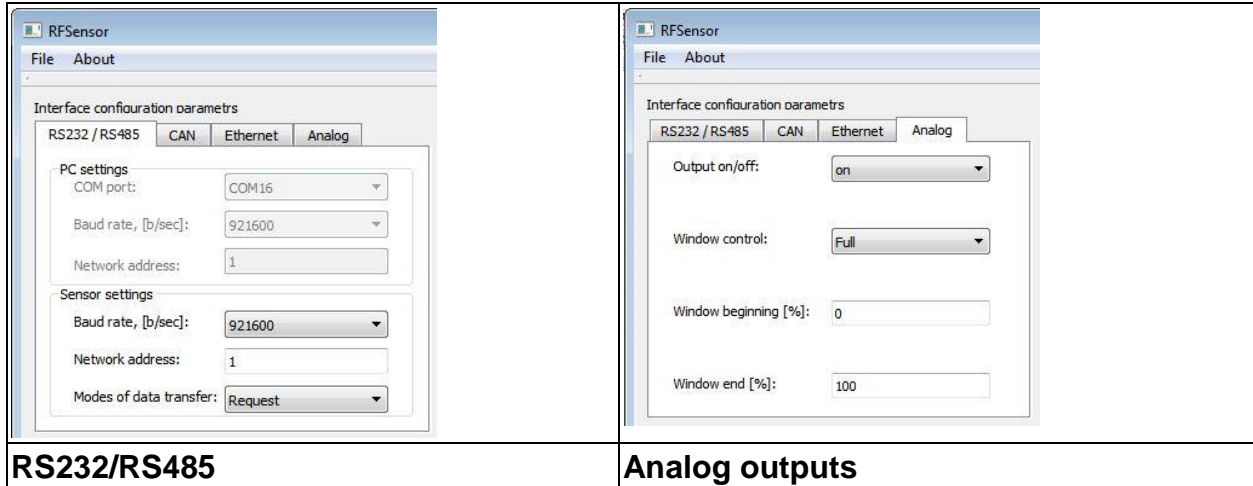 RFSensor
File About
Interface configuration parametrs
RS232 / RS485 CAN Ethernet Analog
PC settings
COM port: COM16
Baud rate, [b/sec]: 921600
Network address: 1
Sensor settings
Baud rate, [b/sec]: 921600
Network address: 1
Modes of data transfer: Request
RS232/RS485
RFSensor
File About
Interface configuration parametrs
RS232 / RS485 CAN Ethernet Analog
Output on/off: on
Window control: Full
Window beginning [%]: 0
Window end [%]: 100
Analog outputs